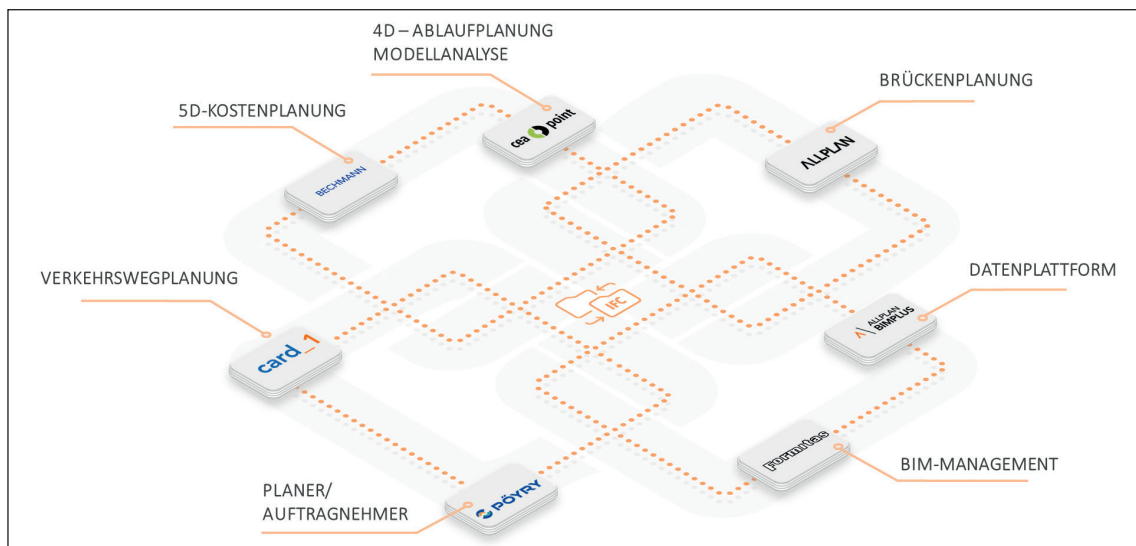 4D – ABLAUFPLANUNG
MODELLANALYSE
BRÜCKENPLANUNG
5D-KOSTENPLANUNG
cea point
ALLPLAN
BECHMANN
VERKEHRSWEGPLANUNG
DATENPLATTFORM
IFC
ALLPLAN
BIMPLUS
card_1
Formitas
BIM-MANAGEMENT
PLANER/
AUFTRAGNEHMER
PÖYRY